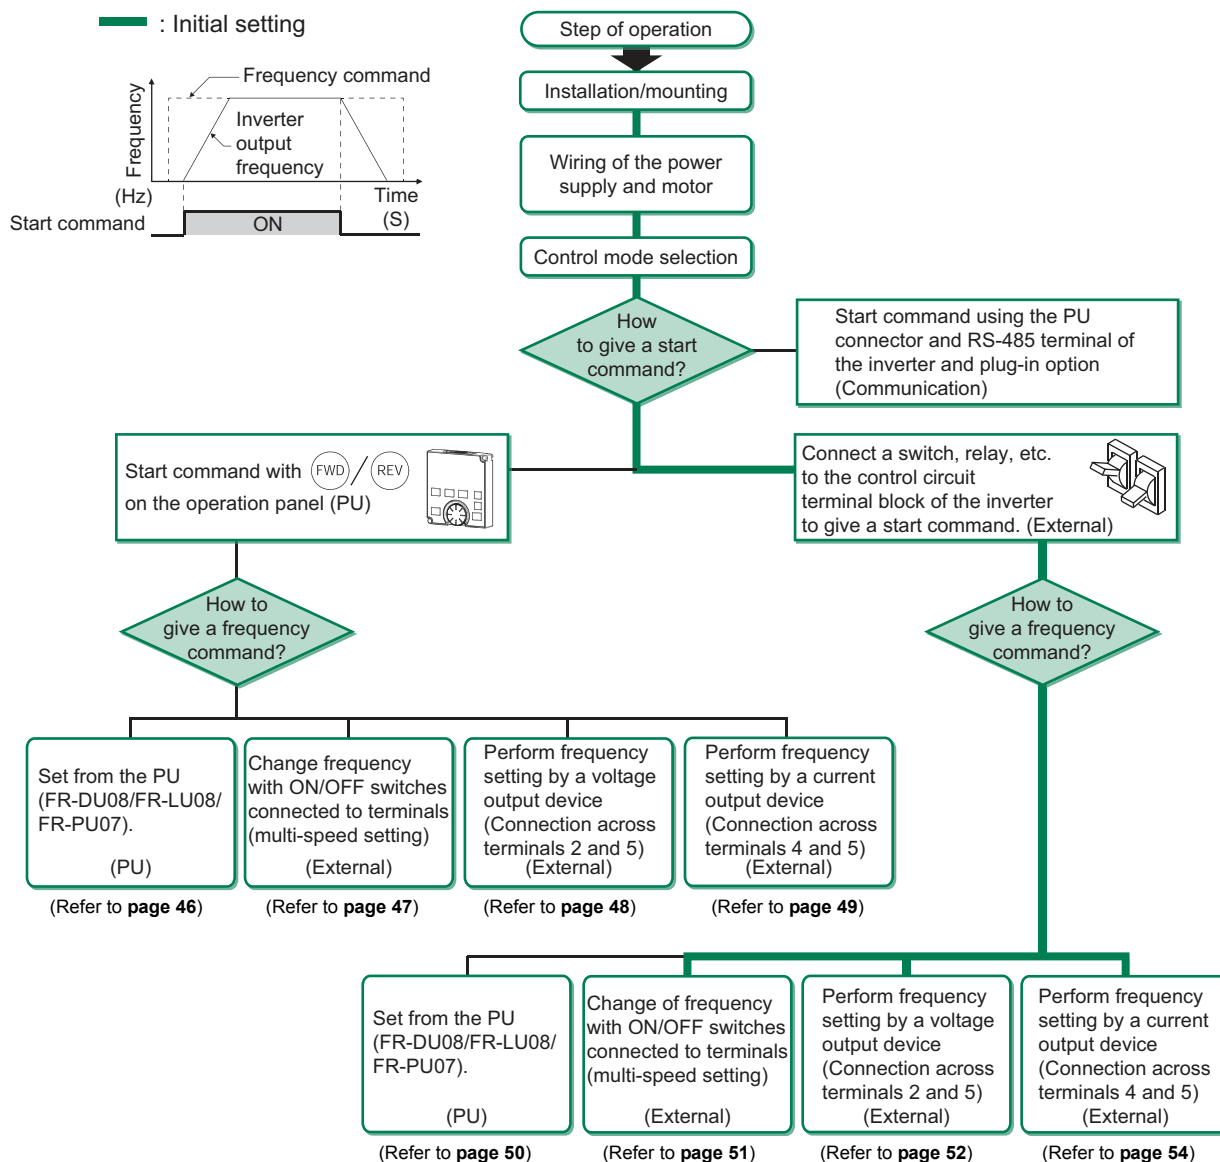 : Initial setting
Frequency command
Inverter
output
frequency
Frequency
(Hz)
Time
(S)
Start command
ON
Step of operation
Installation/mounting
Wiring of the power
supply and motor
Control mode selection
How
to give a start
command?
Start command using the PU
connector and RS-485 terminal of
the inverter and plug-in option
(Communication)
Start command with FWD / REV
on the operation panel (PU)
Connect a switch, relay, etc.
to the control circuit
terminal block of the inverter
to give a start command. (External)
How to
give a frequency
command?
How to
give a frequency
command?
Set from the PU
(FR-DU08/FR-LU08/
FR-PU07).
(PU)
(Refer to page 46)
Change frequency
with ON/OFF switches
connected to terminals
(multi-speed setting)
(External)
(Refer to page 47)
Perform frequency
setting by a voltage
output device
(Connection across
terminals 2 and 5)
(External)
(Refer to page 48)
Perform frequency
setting by a current
output device
(Connection across
terminals 4 and 5)
(External)
(Refer to page 49)
Set from the PU
(FR-DU08/FR-LU08/
FR-PU07).
(PU)
(Refer to page 50)
Change of frequency
with ON/OFF switches
connected to terminals
(multi-speed setting)
(External)
(Refer to page 51)
Perform frequency
setting by a voltage
output device
(Connection across
terminals 2 and 5)
(External)
(Refer to page 52)
Perform frequency
setting by a current
output device
(Connection across
terminals 4 and 5)
(External)
(Refer to page 54)